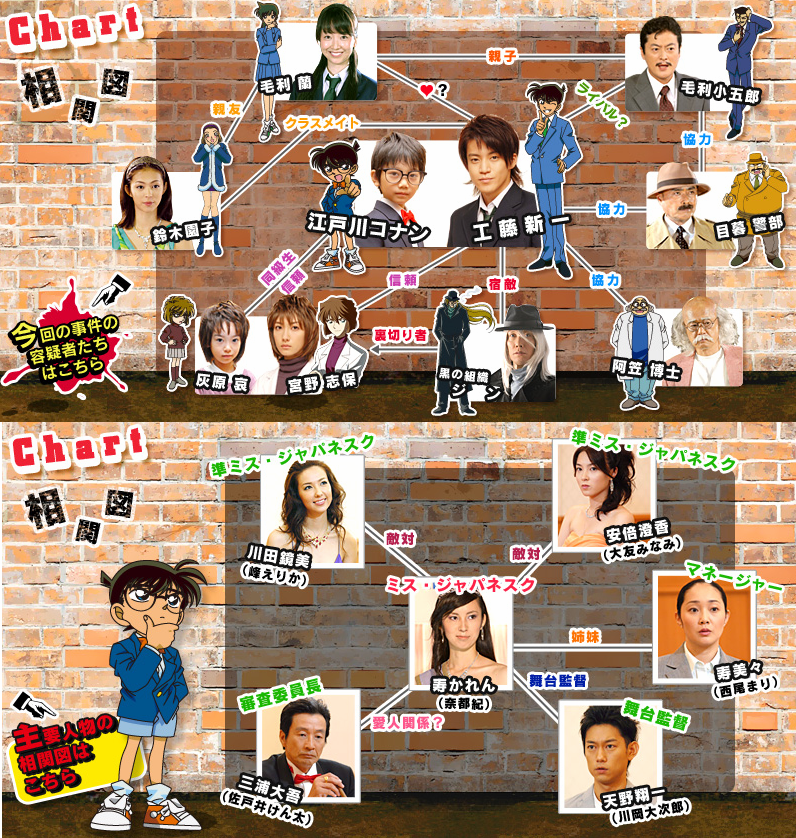 Chart
相関図
毛利 蘭
親子
毛利小五郎
♥?
ライバル?
親友
クラスメイト
協力
鈴木園子
江戸川コナン
工藤新一
協力
目暮 警部
同級生
信頼
信頼
宿敵
協力
今回の事件の
容疑者たち
はこちら
裏切り者
灰原 哀
宮野 志保
黒の組織
ジン
阿笠 博士
Chart
相関図
準ミス・ジャパネスク
準ミス・ジャパネスク
川田鏡美
(峰えりか)
安倍澄香
(大友みなみ)
敵対
敵対
マネージャー
ミス・ジャパネスク
姉妹
寿かれん
(奈都紀)
寿美々
(西尾まり)
舞台監督
審査委員長
愛人関係?
舞台監督
主要人物の
相関図は
こちら
三浦大吾
(佐戸井けん太)
天野翔一
(川岡大次郎)